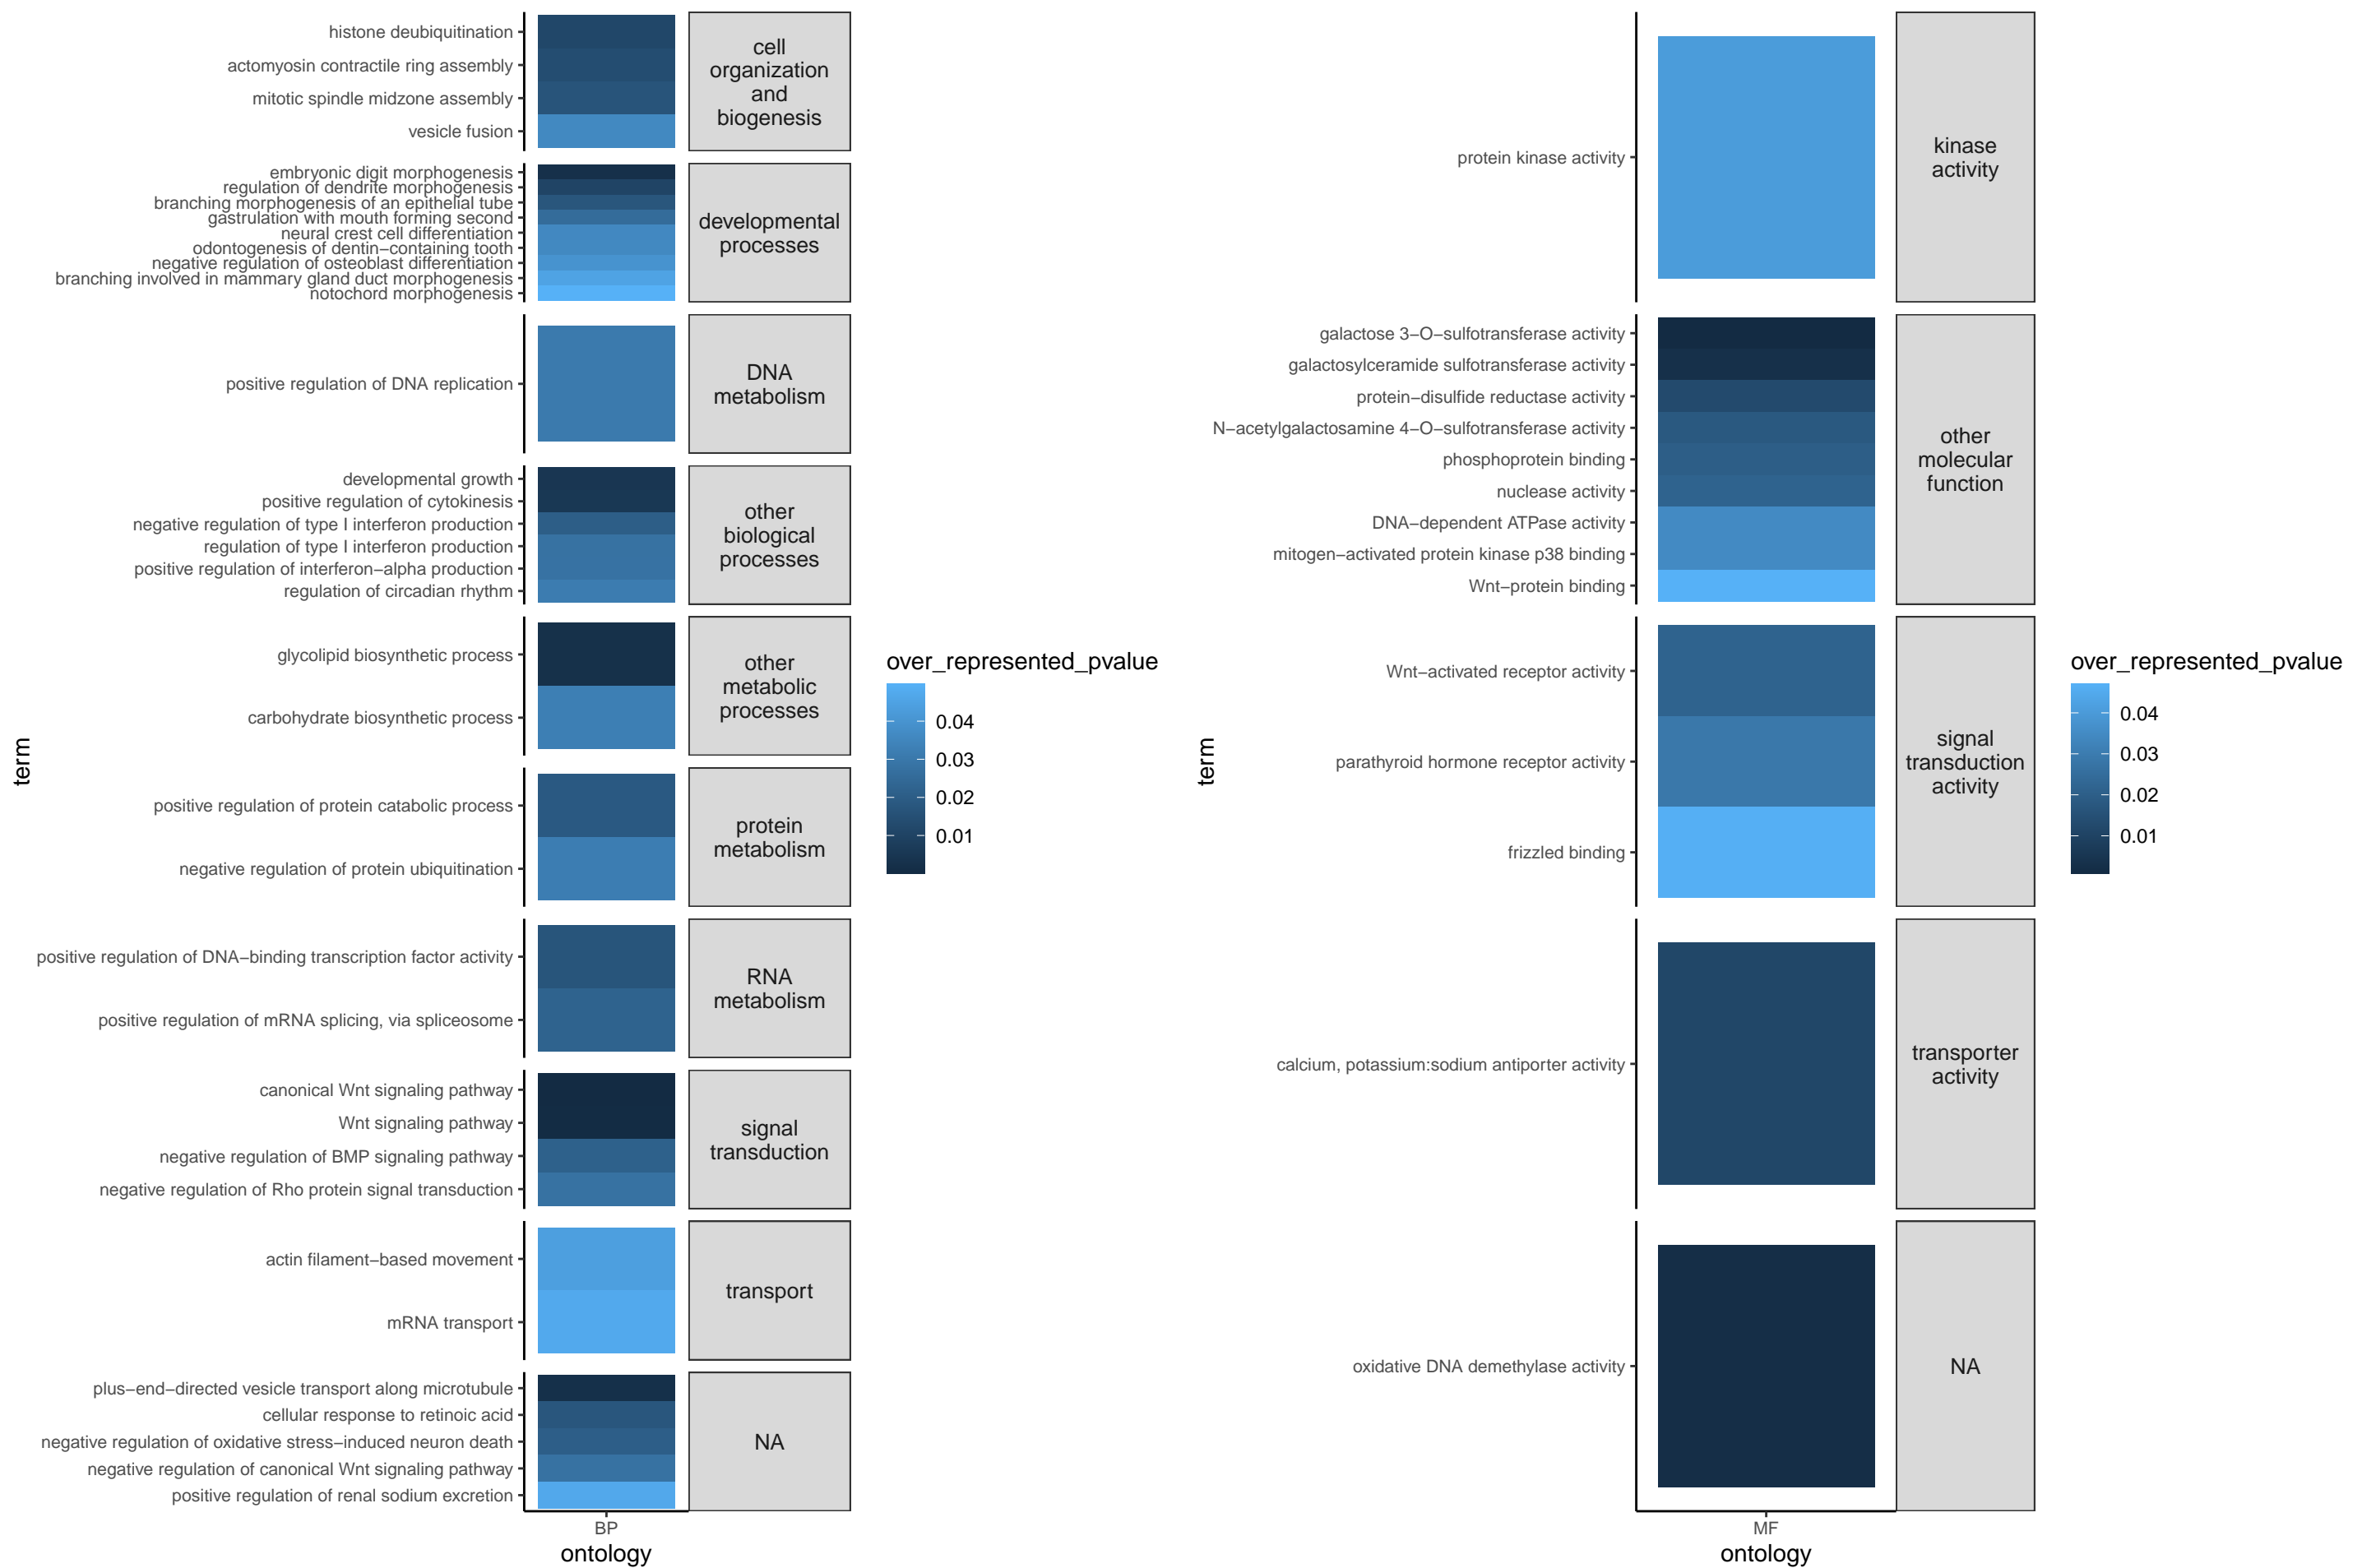 term
histone deubiquitination
actomyosin contractile ring assembly
mitotic spindle midzone assembly
vesicle fusion
cell
organization
and
biogenesis
embryonic digit morphogenesis
regulation of dendrite morphogenesis
branching morphogenesis of an epithelial tube
gastrulation with mouth forming second
neural crest cell differentiation
odontogenesis of dentin−containing tooth
negative regulation of osteoblast differentiation
branching involved in mammary gland duct morphogenesis
notochord morphogenesis
developmental
processes
positive regulation of DNA replication
DNA
metabolism
developmental growth
positive regulation of cytokinesis
negative regulation of type I interferon production
regulation of type I interferon production
positive regulation of interferon−alpha production
regulation of circadian rhythm
other
biological
processes
glycolipid biosynthetic process
carbohydrate biosynthetic process
other
metabolic
processes
positive regulation of protein catabolic process
negative regulation of protein ubiquitination
protein
metabolism
positive regulation of DNA−binding transcription factor activity
positive regulation of mRNA splicing, via spliceosome
RNA
metabolism
canonical Wnt signaling pathway
Wnt signaling pathway
negative regulation of BMP signaling pathway
negative regulation of Rho protein signal transduction
signal
transduction
actin filament−based movement
mRNA transport
transport
plus−end−directed vesicle transport along microtubule
cellular response to retinoic acid
negative regulation of oxidative stress−induced neuron death
negative regulation of canonical Wnt signaling pathway
positive regulation of renal sodium excretion
NA
BP
ontology
over_represented_pvalue
0.04
0.03
0.02
0.01
term
protein kinase activity
kinase
activity
galactose 3−O−sulfotransferase activity
galactosylceramide sulfotransferase activity
protein−disulfide reductase activity
N−acetylgalactosamine 4−O−sulfotransferase activity
phosphoprotein binding
nuclease activity
DNA−dependent ATPase activity
mitogen−activated protein kinase p38 binding
Wnt−protein binding
other
molecular
function
Wnt−activated receptor activity
parathyroid hormone receptor activity
frizzled binding
signal
transduction
activity
calcium, potassium:sodium antiporter activity
transporter
activity
oxidative DNA demethylase activity
NA
MF
ontology
over_represented_pvalue
0.04
0.03
0.02
0.01